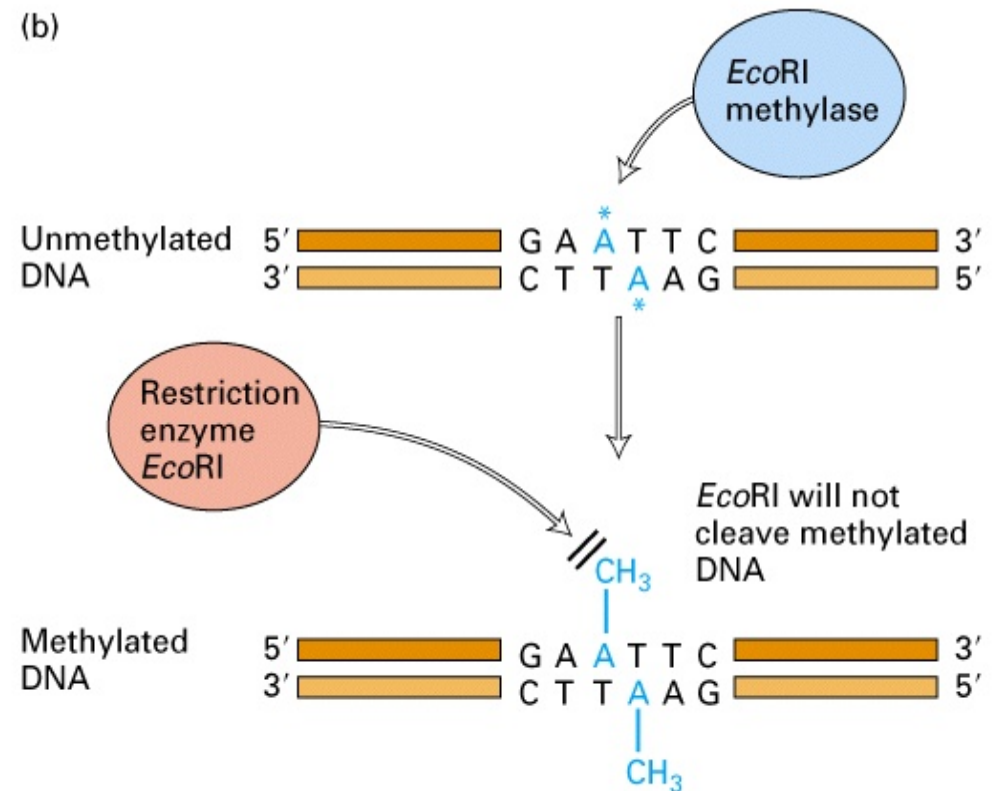 (b)
EcoRI
methylase
*
Unmethylated
DNA
5′ G A A T T C 3′
3′ C T T A A G 5′
*
Restriction
enzyme
EcoRI
EcoRI will not
cleave methylated
DNA
CH₃
Methylated
DNA
5′ G A A T T C 3′
3′ C T T A A G 5′
CH₃